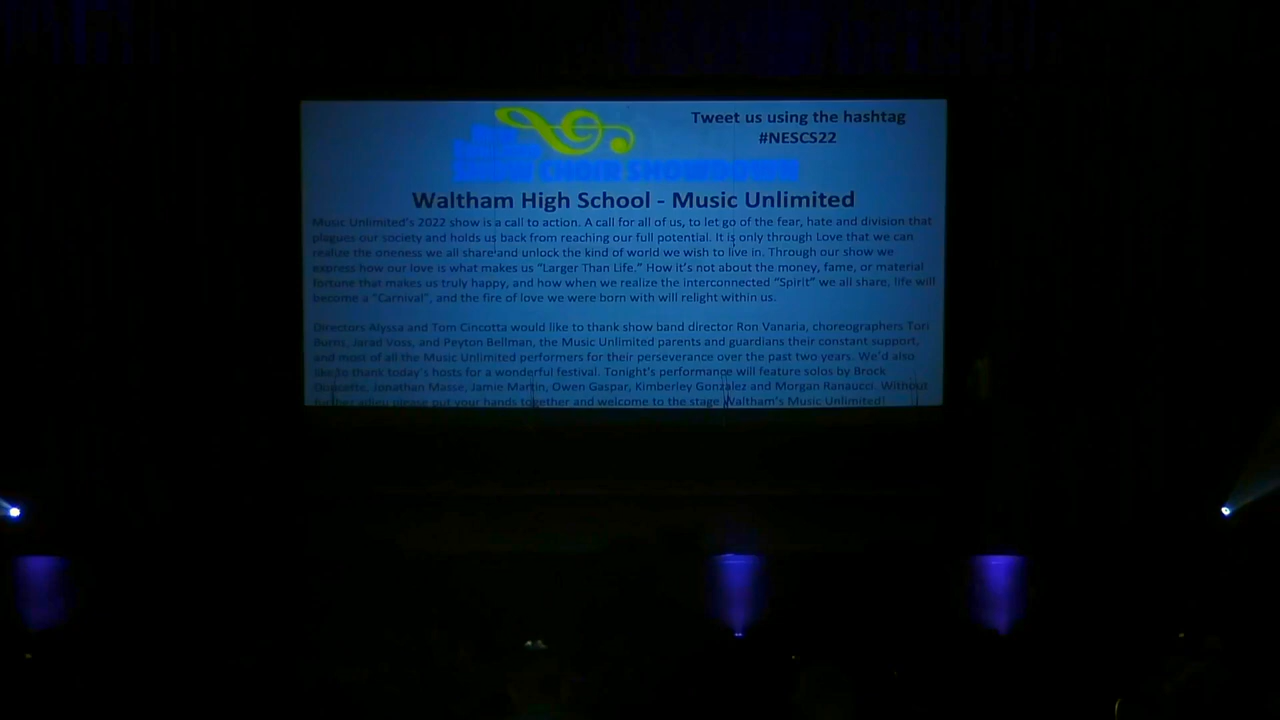 Tweet us using the hashtag
#NESCS22
SHOW CHOIR SHOWDOWN
Waltham High School - Music Unlimited
Music Unlimited's 2022 show is a call to action. A call for all of us, to let go of the fear, hate and division that
plagues our society and holds us back from reaching our full potential. It is only through Love that we can
realize the oneness we all share and unlock the kind of world we wish to live in. Through our show we
express how our love is what makes us "Larger Than Life." How it's not about the money, fame, or material
fortune that makes us truly happy, and how when we realize the interconnected "Spirit" we all share, life will
become a "Carnival", and the fire of love we were born with will relight within us.
Directors Alyssa and Tom Cincotta would like to thank show band director Ron Vanaria, choreographers Tori
Burns, Jarad Voss, and Peyton Bellman, the Music Unlimited parents and guardians their constant support,
and most of all the Music Unlimited performers for their perseverance over the past two years. We'd also
like to thank today's hosts for a wonderful festival. Tonight's performance will feature solos by Brock
Jonathan Masse, Jamie Martin, Owen Gaspar, Kimberley Gonzalez and Morgan Ranaucci. Without
further adieu please put your hands together and welcome to the stage Waltham's Music Unlimited!